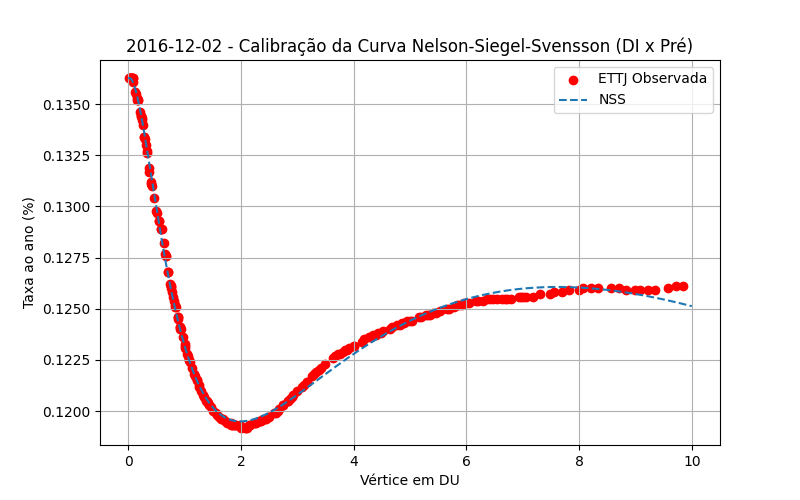 2016-12-02 - Calibração da Curva Nelson-Siegel-Svensson (DI x Pré)
ETTJ Observada
NSS
Taxa ao ano (%)
0.1350
0.1325
0.1300
0.1275
0.1250
0.1225
0.1200
0 2 4 6 8 10
Vértice em DU